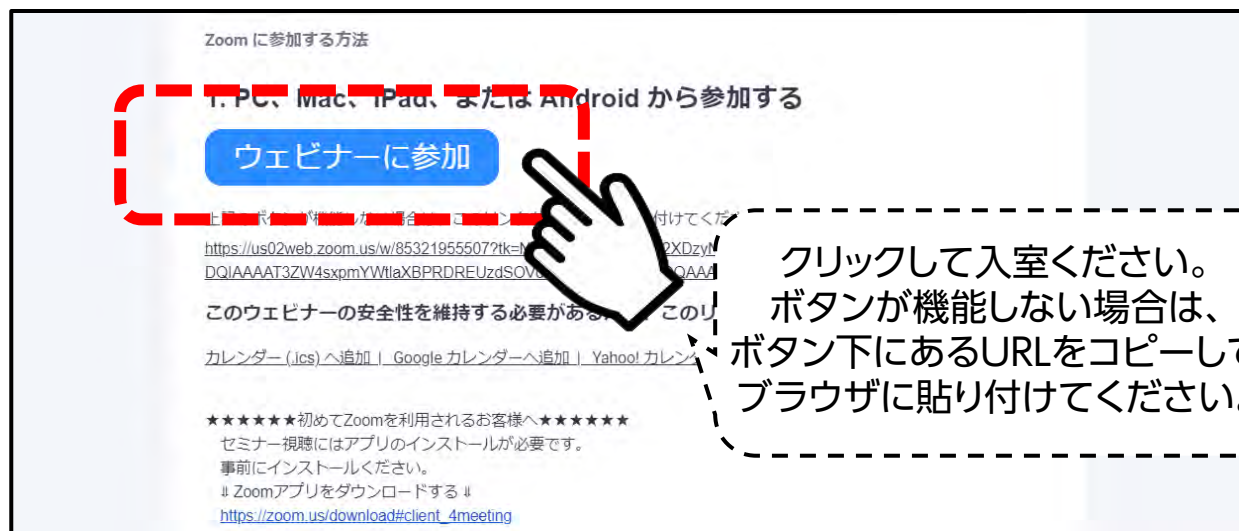 Zoom に参加する方法
1. PC、Mac、iPad、または Android から参加する
ウェビナーに参加
付けてくだ
https://us02web.zoom.us/w/85321955507?tk=
DQIAAAAT3ZW4sxpmYWtlaXBPRDREUzdSOV
このウェビナーの安全性を維持する必要がある このリ
カレンダー (.ics) へ追加 | Google カレンダーへ追加 | Yahoo! カレン
クリックして入室ください。
ボタンが機能しない場合は、
ボタン下にあるURLをコピーして
ブラウザに貼り付けてください。
★★★★★★初めてZoomを利用されるお客様へ★★★★★★
セミナー視聴にはアプリのインストールが必要です。
事前にインストールください。
⇓ Zoomアプリをダウンロードする ⇓
https://zoom.us/download#client_4meeting